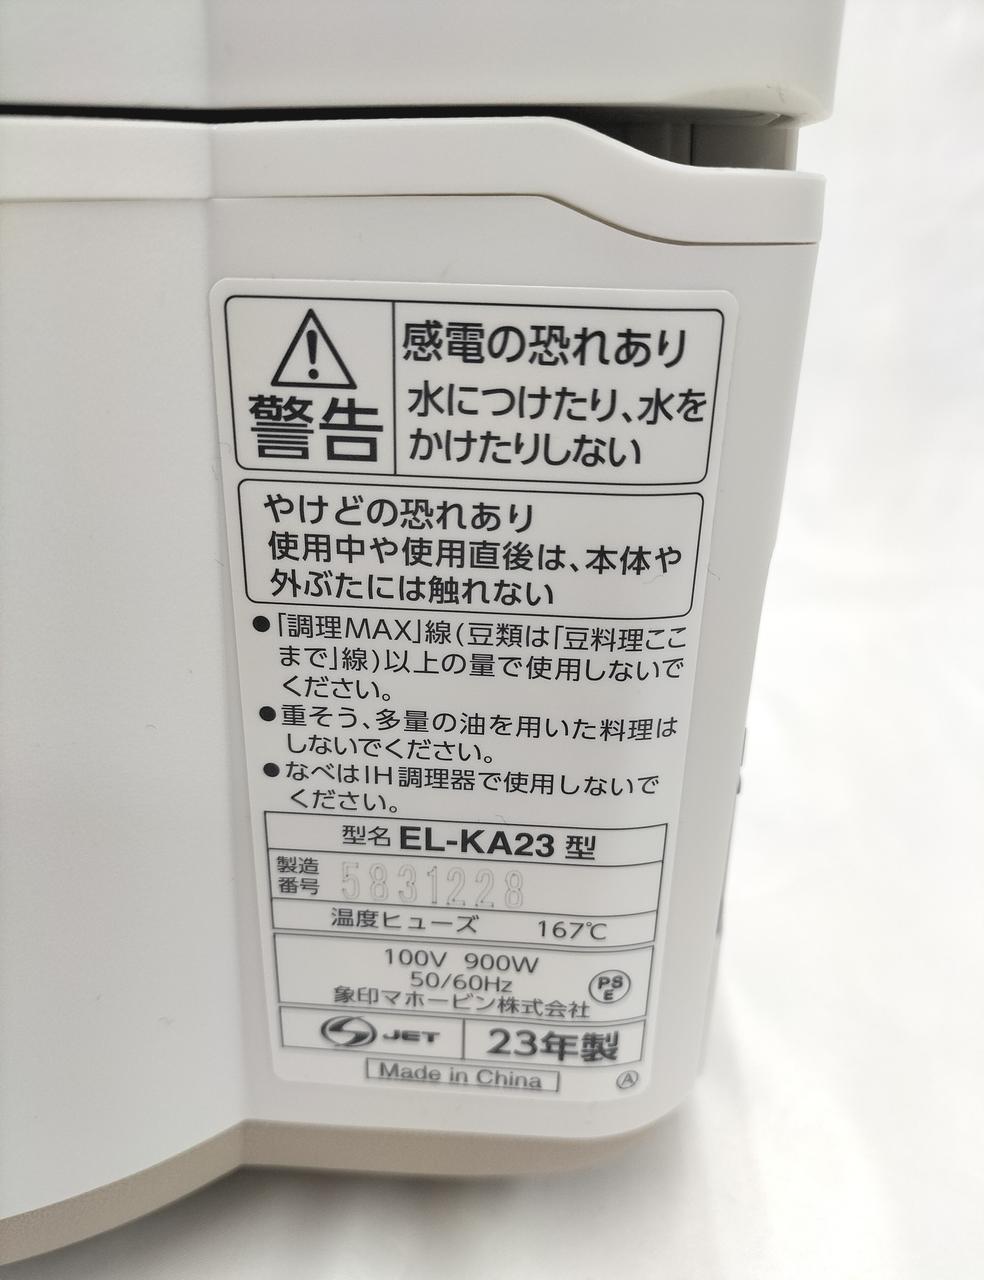 警告
感電の恐れあり
水につけたり、水を
かけたりしない
やけどの恐れあり
使用中や使用直後は、本体や
外ぶたには触れない
●「調理MAX」線(豆類は「豆料理ここ
まで」線)以上の量で使用しないで
ください。
●重そう、多量の油を用いた料理は
しないでください。
●なべはIH調理器で使用しないで
ください。
型名 EL-KA23 型
製造
番号 5831228
温度ヒューズ 167℃
100V 900W
50/60Hz
象印マホービン株式会社
PS
E
JET 23年製
Made in China
A